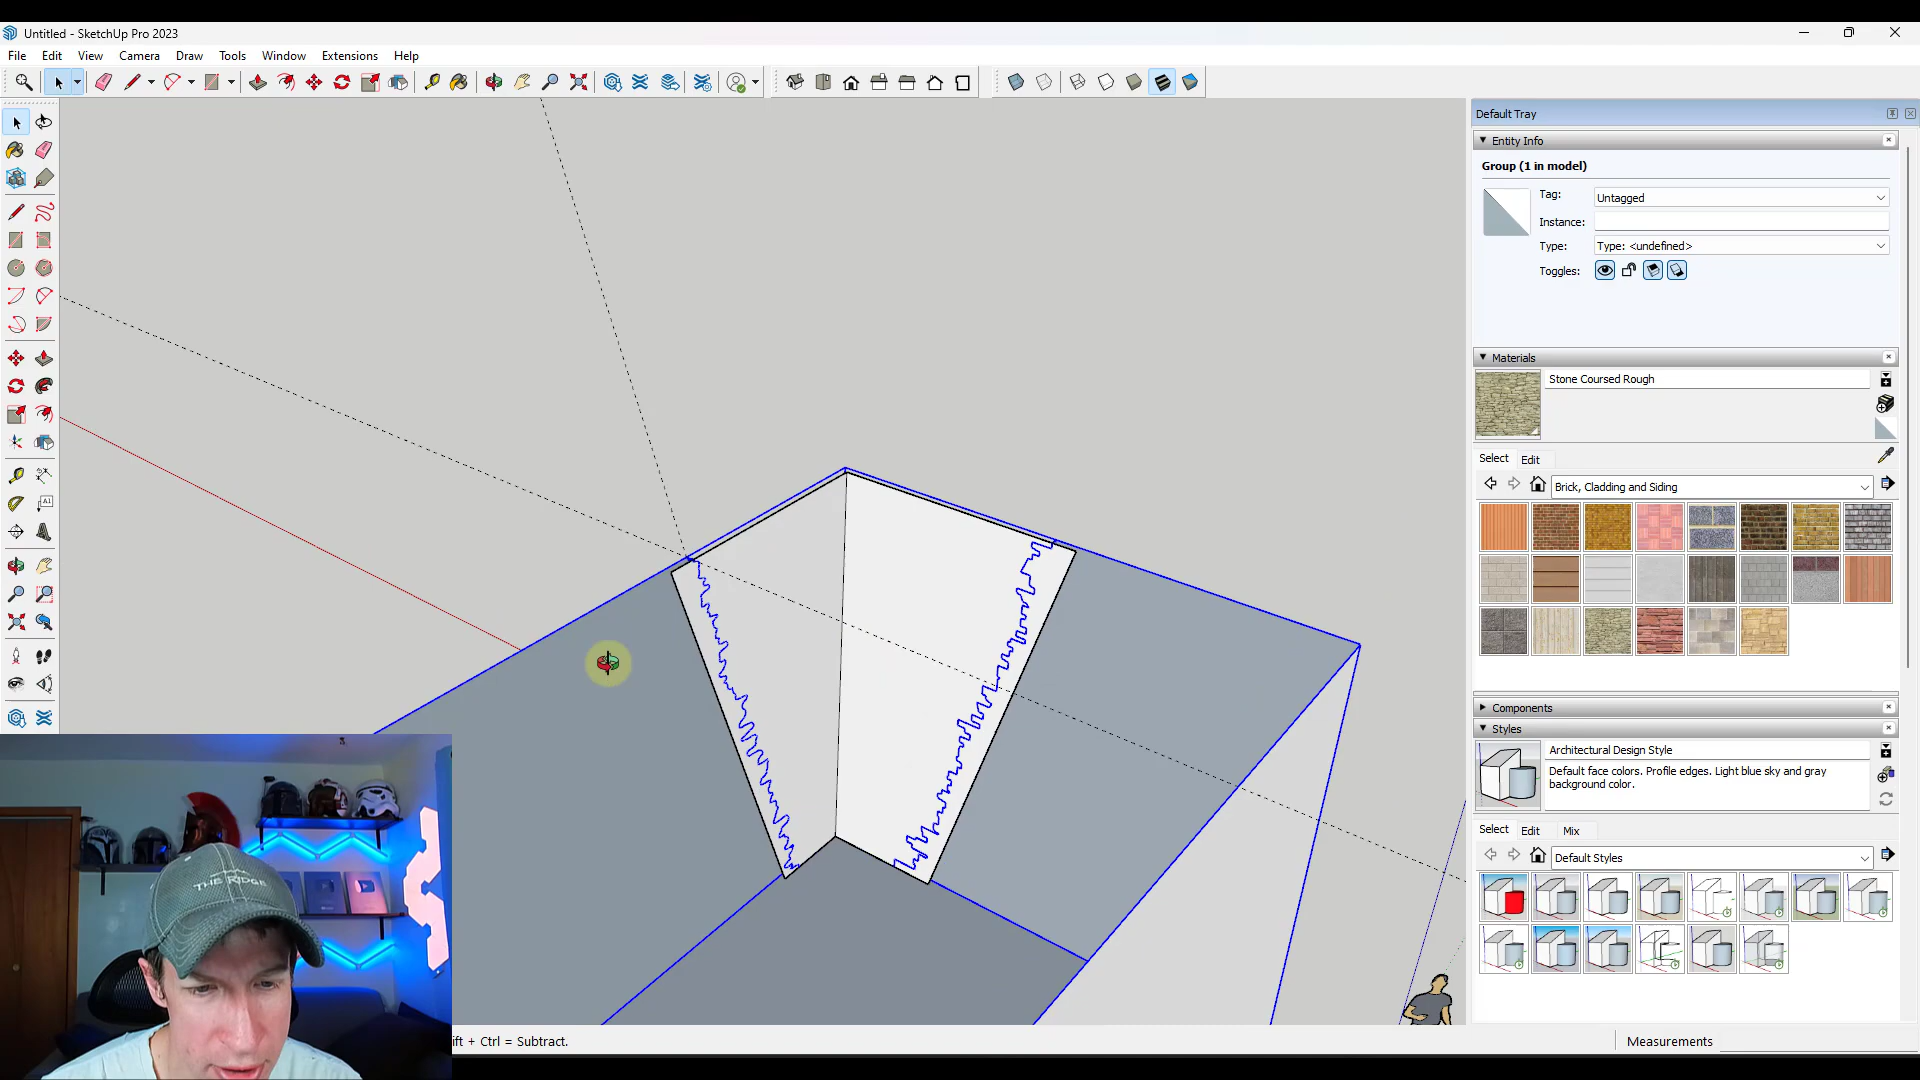 Untitled - SketchUp Pro 2023
File Edit View Camera Draw Tools Window Extensions Help
Default Tray
Entity Info
Group (1 in model)
Tag: Untagged
Instance:
Type: Type: <undefined>
Toggles:
Materials
Stone Coursed Rough
Select Edit
Brick, Cladding and Siding
Components
Styles
Architectural Design Style
Default face colors. Profile edges. Light blue sky and gray
background color.
Select Edit Mix
Default Styles
THE RIDGE
ift + Ctrl = Subtract.
Measurements